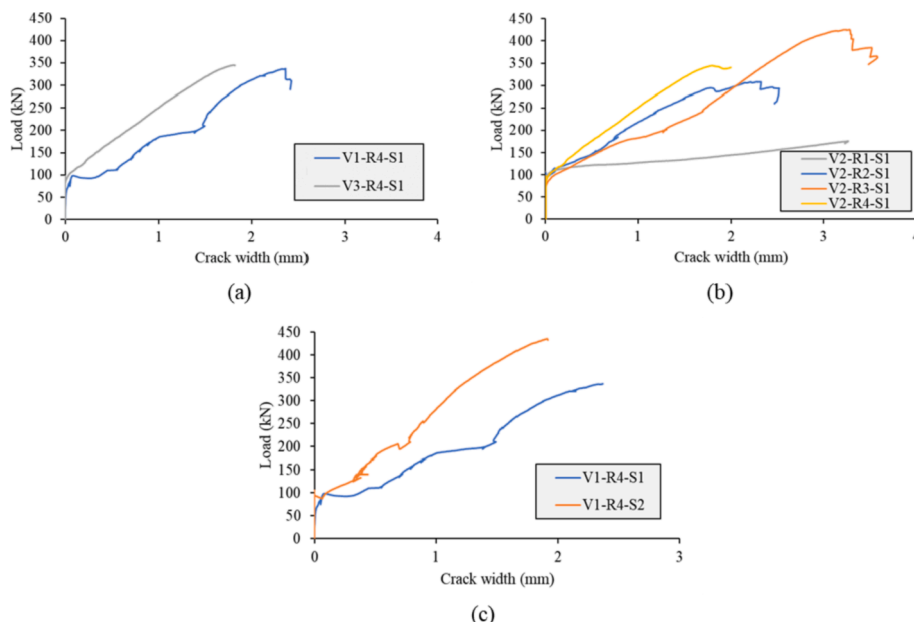 450
400
350
300
250
200
150
100
50
0
Load (kN)
0 1 2 3 4
Crack width (mm)
V1-R4-S1
V3-R4-S1
(a)
450
400
350
300
250
200
150
100
50
0
Load (kN)
0 1 2 3 4
Crack width (mm)
V2-R1-S1
V2-R2-S1
V2-R3-S1
V2-R4-S1
(b)
450
400
350
300
250
200
150
100
50
0
Load (kN)
0 1 2 3
Crack width (mm)
V1-R4-S1
V1-R4-S2
(c)